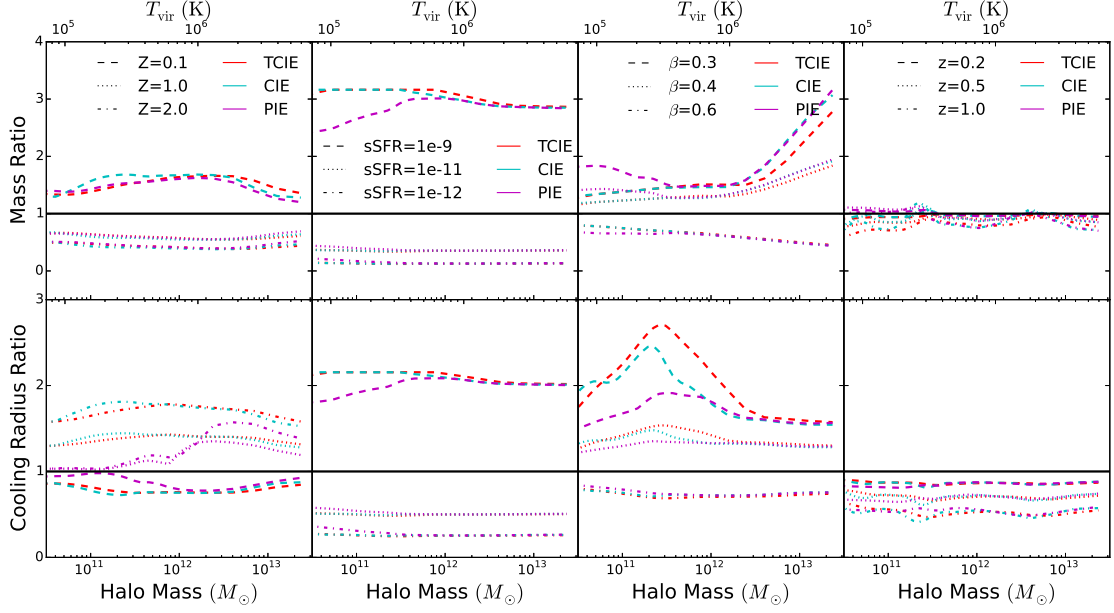 T_vir (K) T_vir (K) T_vir (K) T_vir (K)
10^5 10^6 10^5 10^6 10^5 10^6 10^5 10^6
4
3
2
1
0
Mass Ratio
Z=0.1 TCIE
Z=1.0 CIE
Z=2.0 PIE
sSFR=1e-9 TCIE
sSFR=1e-11 CIE
sSFR=1e-12 PIE
β=0.3 TCIE
β=0.4 CIE
β=0.6 PIE
z=0.2 TCIE
z=0.5 CIE
z=1.0 PIE
3
2
1
0
Cooling Radius Ratio
10^11 10^12 10^13 10^11 10^12 10^13 10^11 10^12 10^13 10^11 10^12 10^13
Halo Mass (M_⊙) Halo Mass (M_⊙) Halo Mass (M_⊙) Halo Mass (M_⊙)